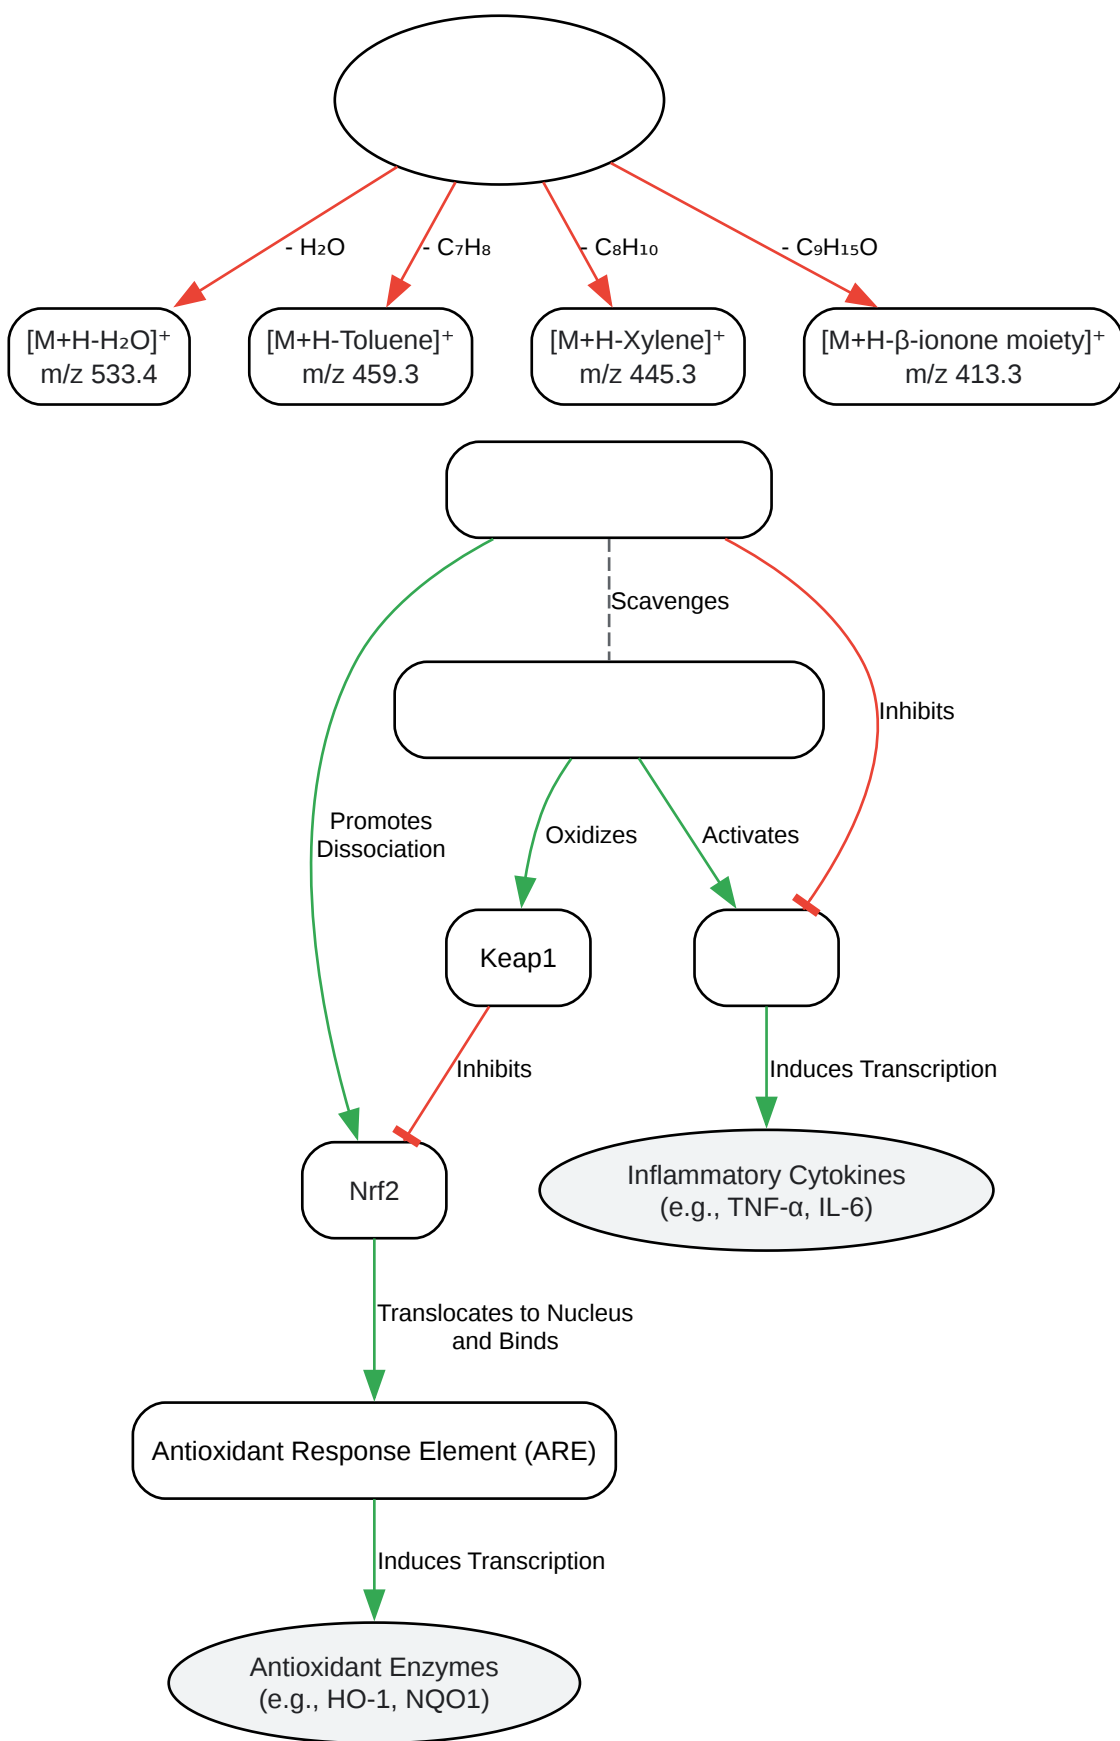 - H₂O
- C₇H₈
- C₈H₁₀
- C₉H₁₅O
[M+H-H₂O]⁺
m/z 533.4
[M+H-Toluene]⁺
m/z 459.3
[M+H-Xylene]⁺
m/z 445.3
[M+H-β-ionone moiety]⁺
m/z 413.3
Scavenges
Inhibits
Promotes
Dissociation
Oxidizes
Activates
Keap1
Inhibits
Induces Transcription
Nrf2
Inflammatory Cytokines
(e.g., TNF-α, IL-6)
Translocates to Nucleus
and Binds
Antioxidant Response Element (ARE)
Induces Transcription
Antioxidant Enzymes
(e.g., HO-1, NQO1)